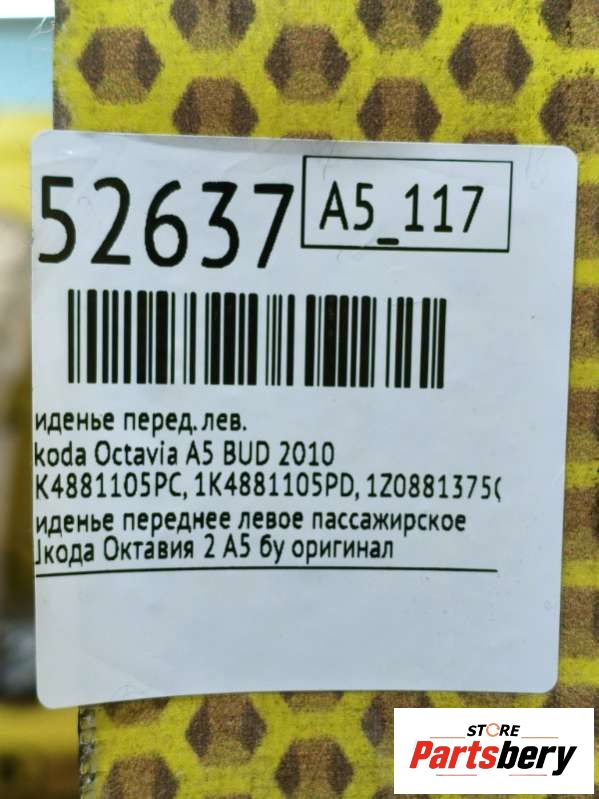 52637
A5_117
иденье перед. лев.
koda Octavia A5 BUD 2010
K4881105PC, 1K4881105PD, 1Z0881375(
иденье переднее левое пассажирское
кода Октавия 2 А5 бу оригинал
STORE
Partsbery